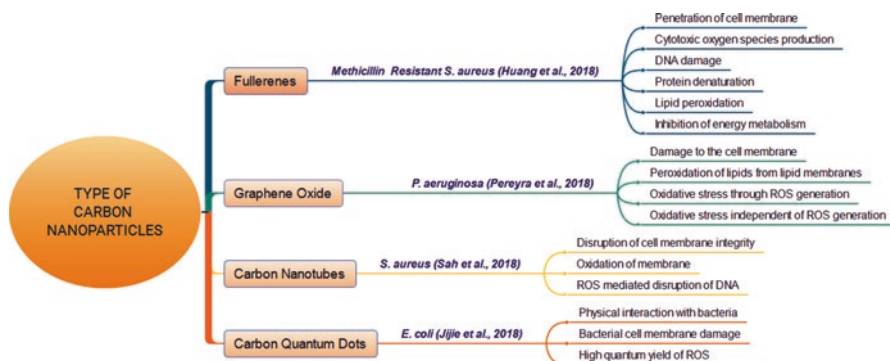 TYPE OF
CARBON
NANOPARTICLES
Fullerenes
Methicillin Resistant S. aureus (Huang et al., 2018)
Penetration of cell membrane
Cytotoxic oxygen species production
DNA damage
Protein denaturation
Lipid peroxidation
Inhibition of energy metabolism
Graphene Oxide
P. aeruginosa (Pereyra et al., 2018)
Damage to the cell membrane
Peroxidation of lipids from lipid membranes
Oxidative stress through ROS generation
Oxidative stress independent of ROS generation
Carbon Nanotubes
S. aureus (Sah et al., 2018)
Disruption of cell membrane integrity
Oxidation of membrane
ROS mediated disruption of DNA
Carbon Quantum Dots
E. coli (Jijie et al., 2018)
Physical interaction with bacteria
Bacterial cell membrane damage
High quantum yield of ROS